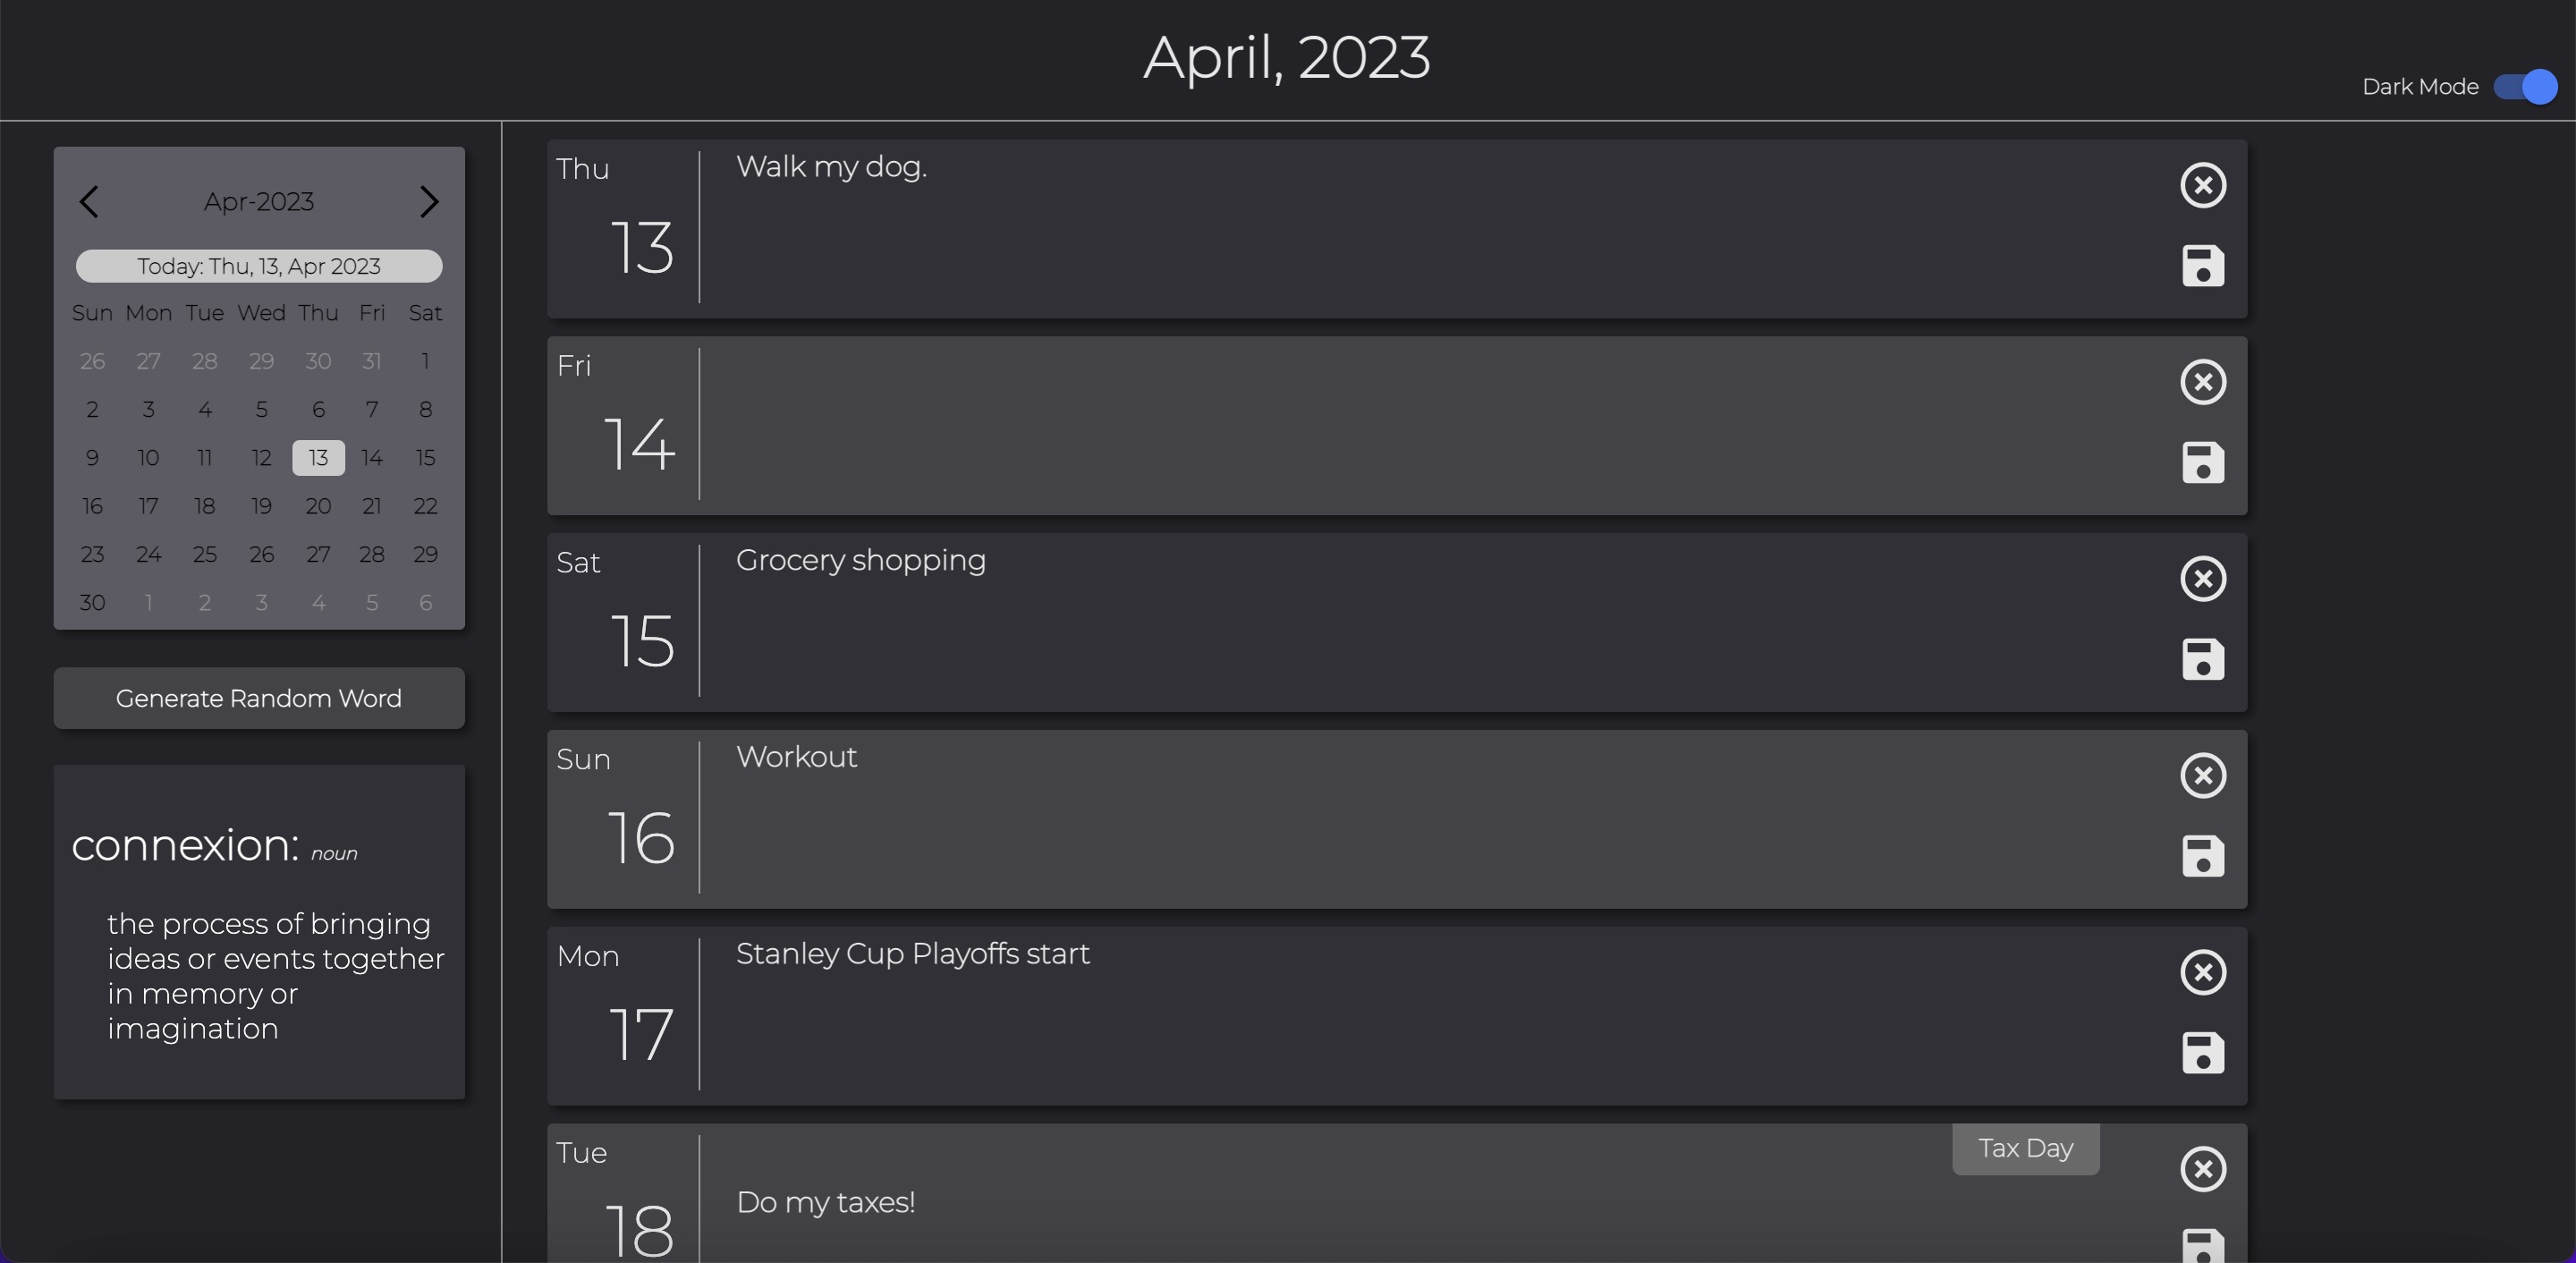 April, 2023
Dark Mode
Apr-2023
Today: Thu, 13, Apr 2023
Sun Mon Tue Wed Thu Fri Sat
26 27 28 29 30 31 1
2 3 4 5 6 7 8
9 10 11 12 13 14 15
16 17 18 19 20 21 22
23 24 25 26 27 28 29
30 1 2 3 4 5 6
Generate Random Word
connexion: noun
the process of bringing
ideas or events together
in memory or
imagination
Thu
13
Walk my dog.
Fri
14
Sat
15
Grocery shopping
Sun
16
Workout
Mon
17
Stanley Cup Playoffs start
Tue
18
Tax Day
Do my taxes!